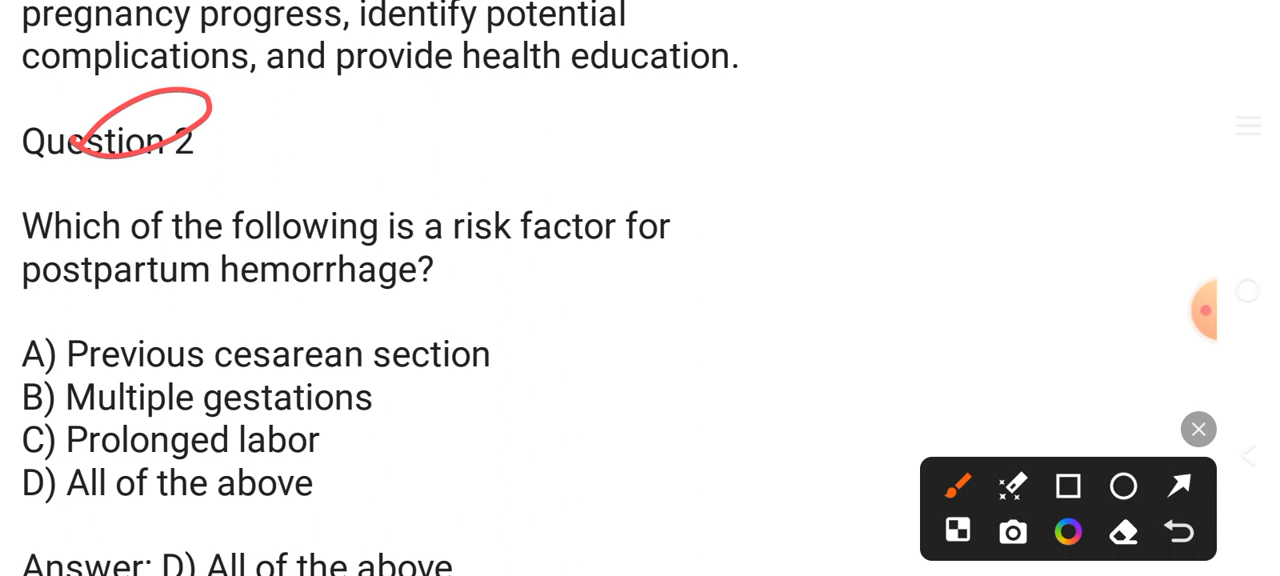 pregnancy progress, identify potential
complications, and provide health education.
Question 2
Which of the following is a risk factor for
postpartum hemorrhage?
A) Previous cesarean section
B) Multiple gestations
C) Prolonged labor
D) All of the above
Answer: D) All of the above